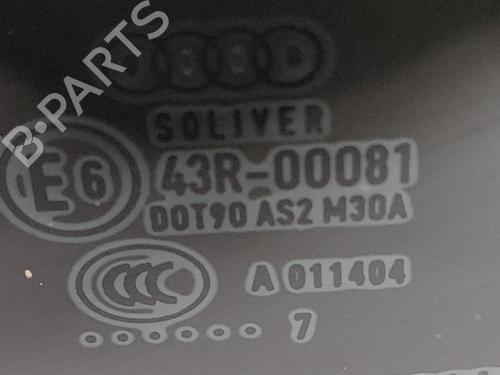 B-PARTS
SOLIVER
E6 43R-00081
DOT90 AS2 M30A
CCC A 011404
7